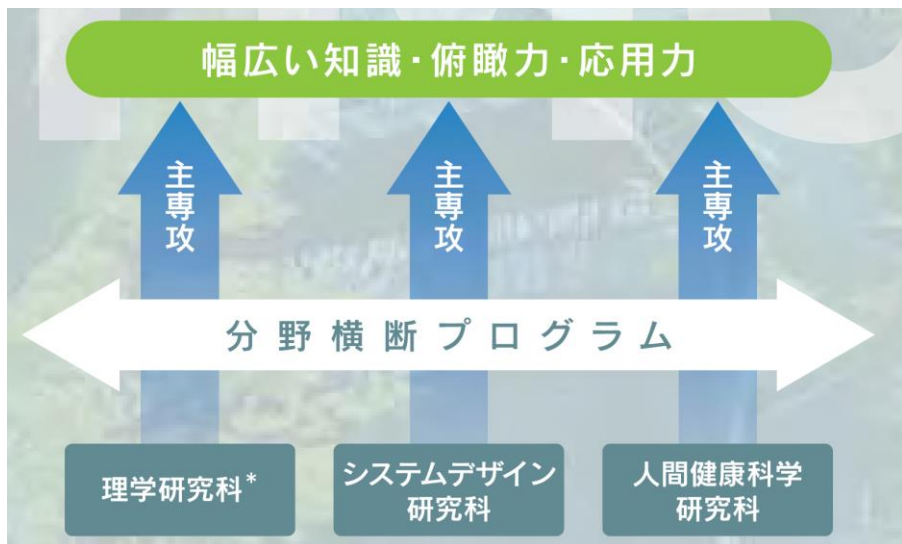 幅広い知識・俯瞰力・応用力
主専攻
主専攻
主専攻
分野横断プログラム
理学研究科*
システムデザイン
研究科
人間健康科学
研究科